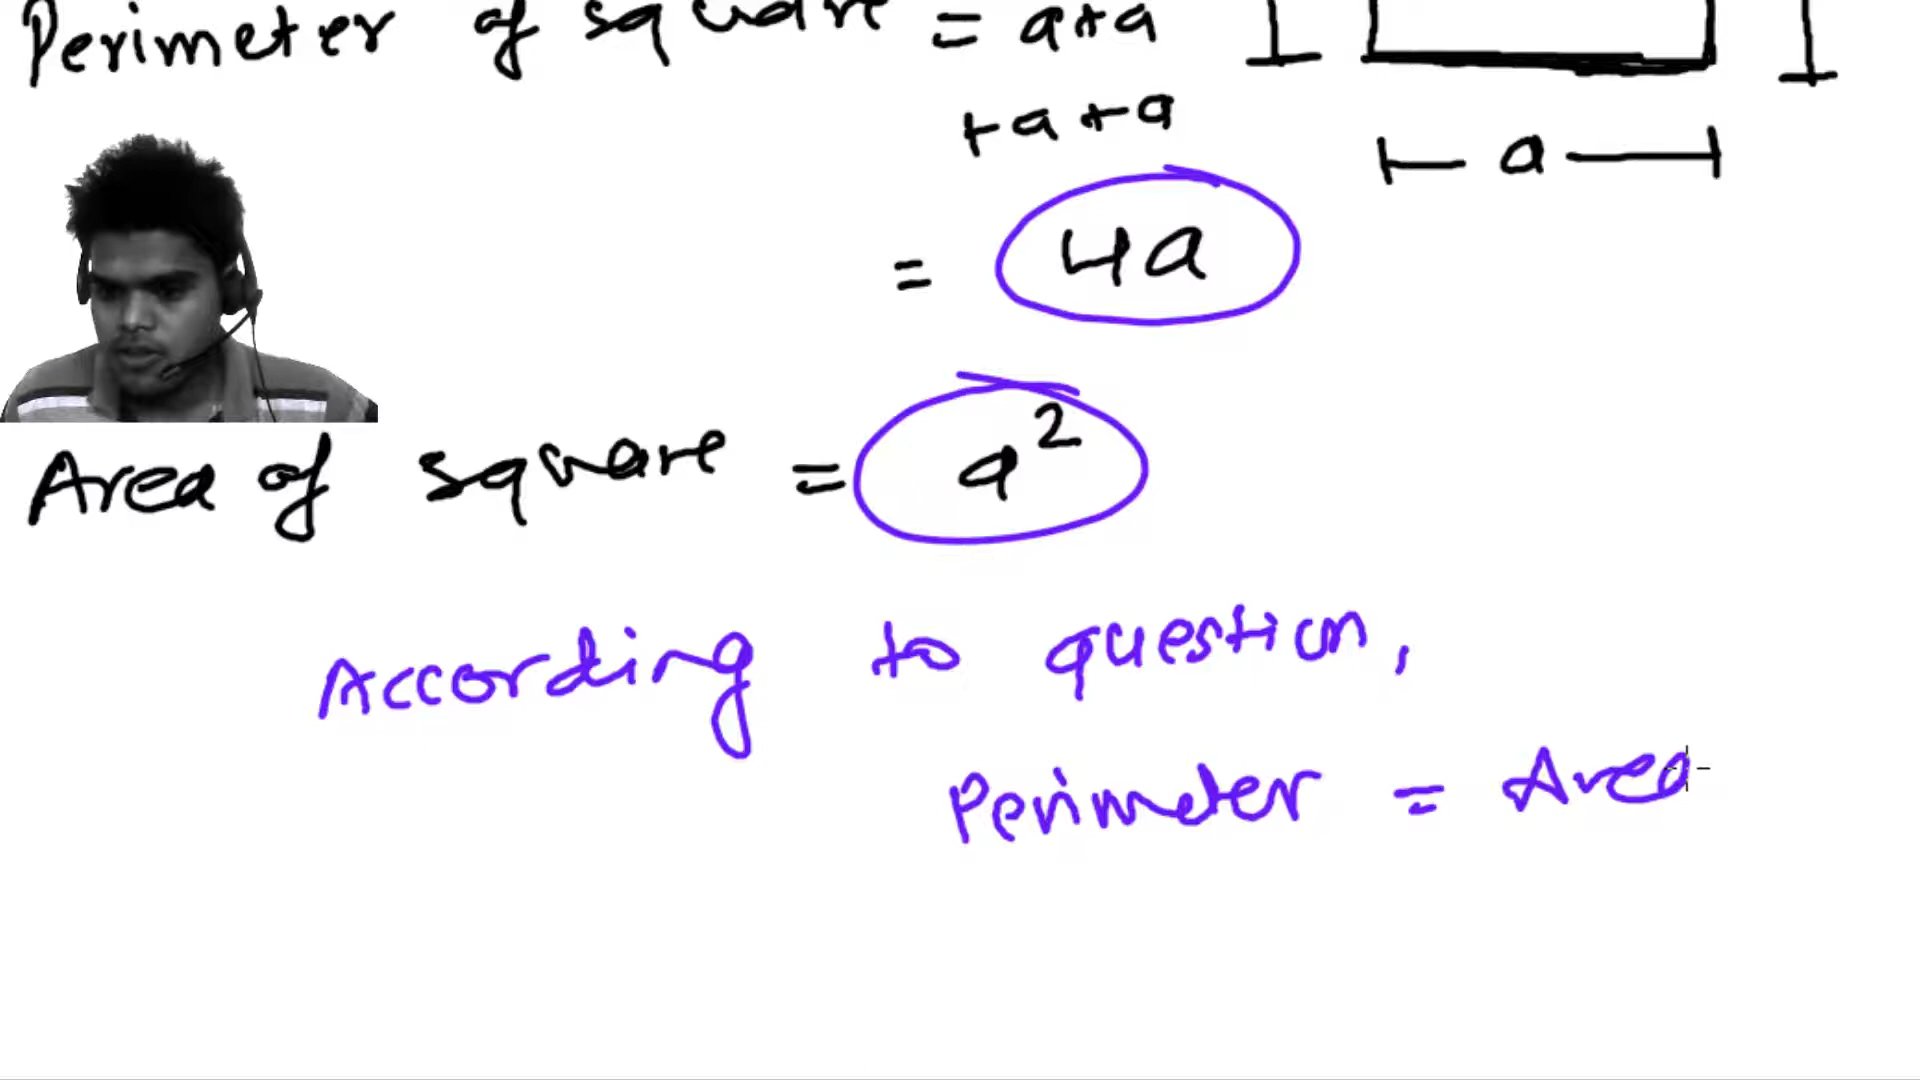 Perimeter of square = a+a
+a+a
a
= 4a
Area of square = a²
According to question,
Perimeter = Area